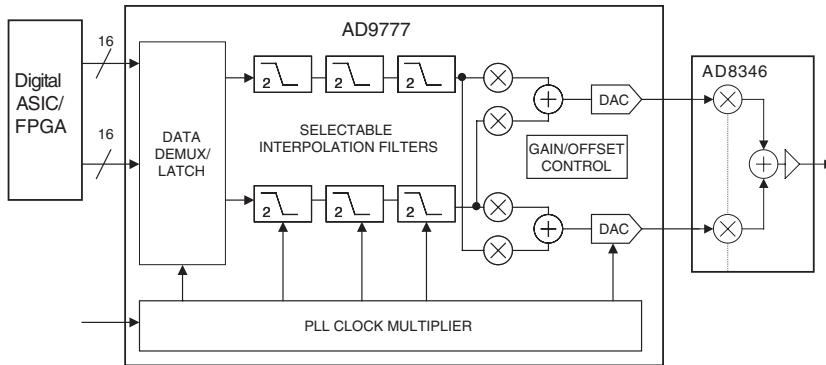 AD9777
16
Digital
ASIC/
FPGA
16
DATA
DEMUX/
LATCH
2
2
2
SELECTABLE
INTERPOLATION FILTERS
2
2
2
DAC
GAIN/OFFSET
CONTROL
DAC
AD8346
PLL CLOCK MULTIPLIER